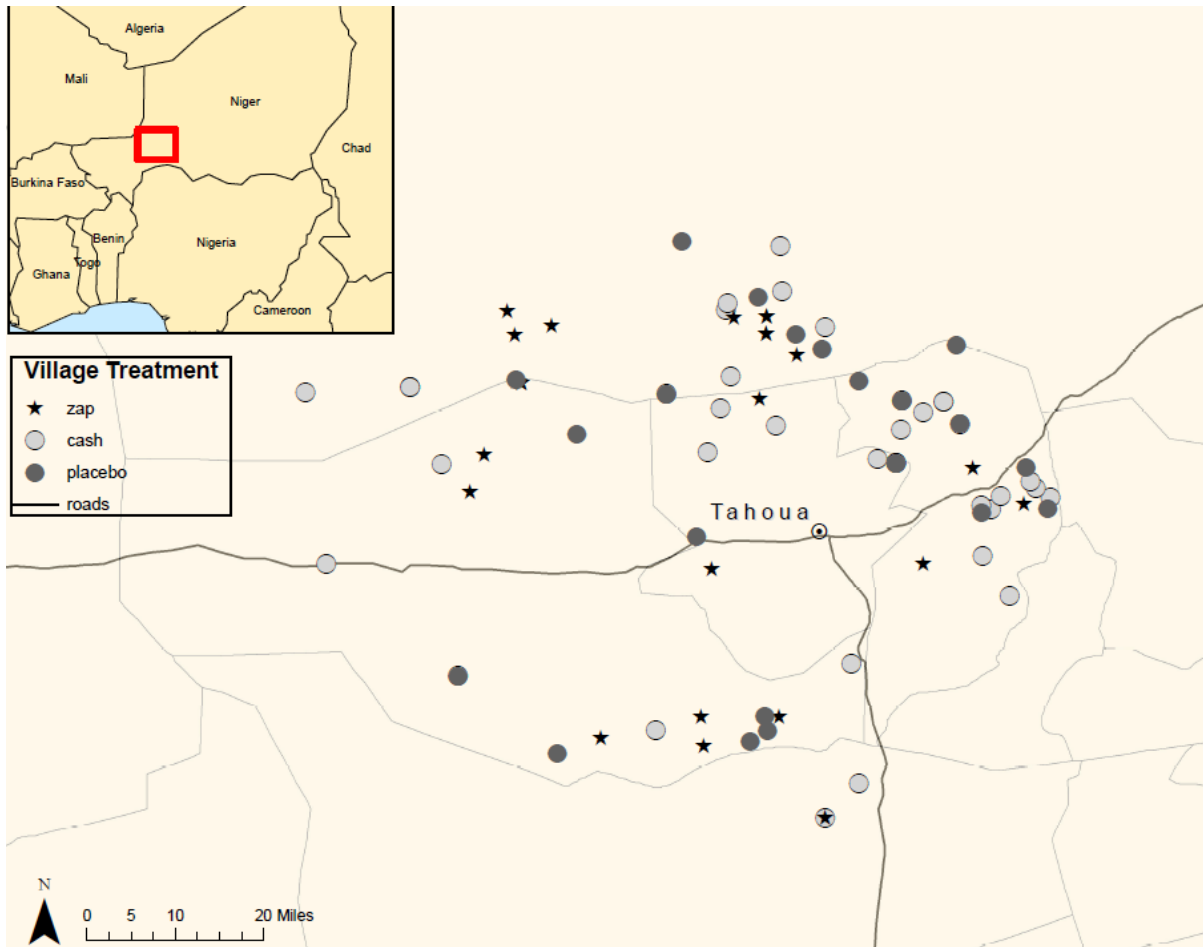 Algeria
Mali
Niger
Chad
Burkina Faso
Benin
Nigeria
Togo
Ghana
Cameroon
Village Treatment
zap
cash
placebo
roads
Tahoua
N
0 5 10 20 Miles